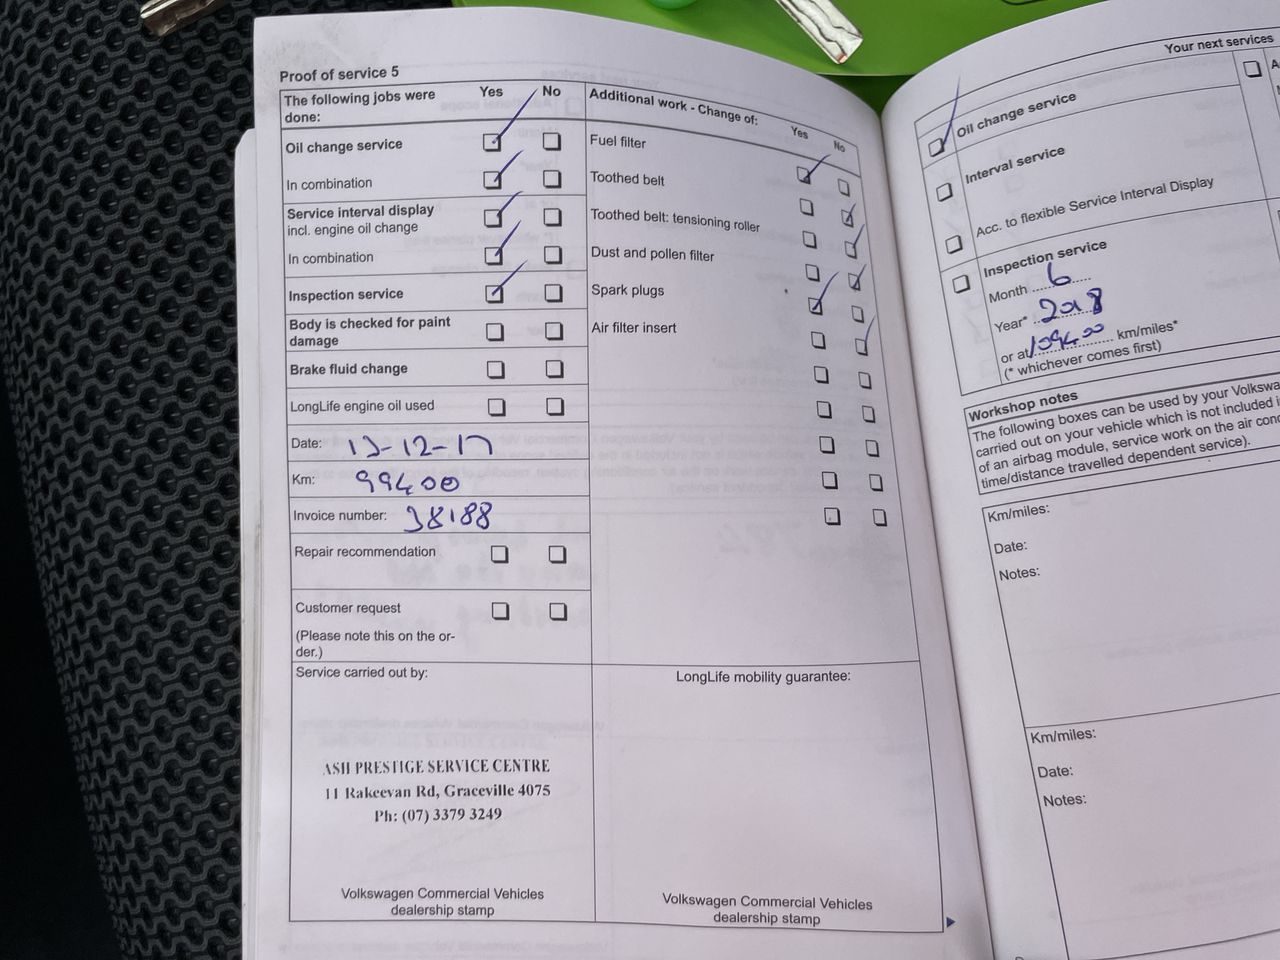 Proof of service 5
The following jobs were done:
Yes No
Oil change service
In combination
Service interval display
incl. engine oil change
In combination
Inspection service
Body is checked for paint
damage
Brake fluid change
LongLife engine oil used
Date: 13-12-17
Km: 99400
Invoice number: 38188
Repair recommendation
Customer request
(Please note this on the or-
der.)
Service carried out by:
ASH PRESTIGE SERVICE CENTRE
11 Rakeevan Rd, Graceville 4075
Ph: (07) 3379 3249
Volkswagen Commercial Vehicles
dealership stamp
Additional work - Change of:
Yes No
Fuel filter
Toothed belt
Toothed belt: tensioning roller
Dust and pollen filter
Spark plugs
Air filter insert
LongLife mobility guarantee:
Volkswagen Commercial Vehicles
dealership stamp
Your next services
Oil change service
Interval service
Acc. to flexible Service Interval Display
Inspection service
Month 6
Year* 2018
or at 109400 km/miles*
(* whichever comes first)
Workshop notes
The following boxes can be used by your Volkswa
carried out on your vehicle which is not included i
of an airbag module, service work on the air con
time/distance travelled dependent service).
Km/miles:
Date:
Notes:
Km/miles:
Date:
Notes: